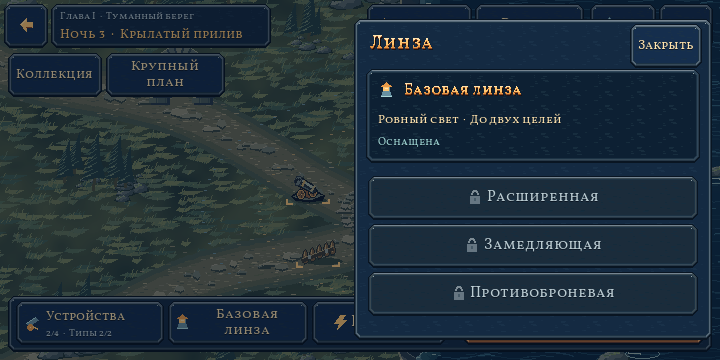 Глава I · Туманный берег
Ночь 3 · Крылатый прилив
Коллекция
Крупный
план
Линза
Закрыть
Базовая линза
Ровный свет · До двух целей
Оснащена
Расширенная
Замедляющая
Противоброневая
Устройства
2/4 · Типы 2/2
Базовая
линза